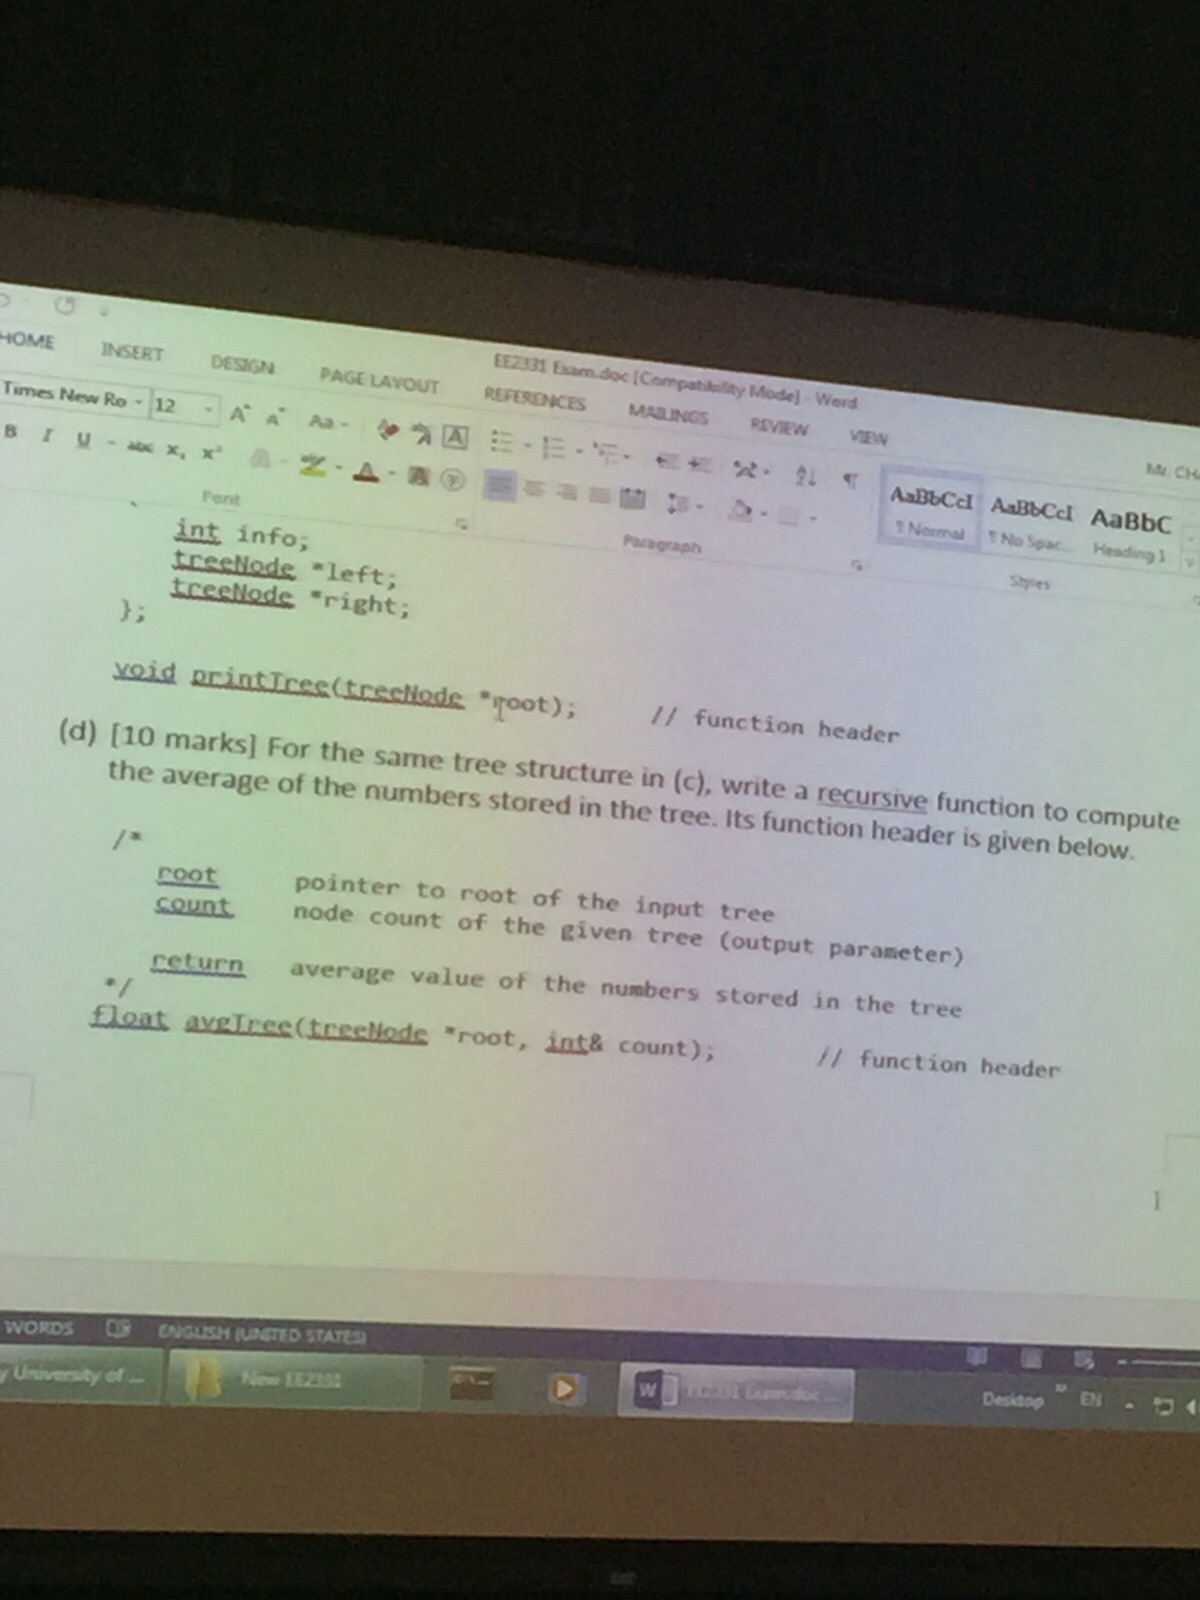 EE2331 Exam.doc [Compatibility Mode] - Word
HOME INSERT DESIGN PAGE LAYOUT REFERENCES MAILINGS REVIEW VIEW
Mr. CH
Times New Ro 12 A A Aa A
B I U abc x₂ x² A A A
AaBbCcI AaBbCcI AaBbC
¶ Normal ¶ No Spac... Heading 1
Font Paragraph Styles
int info;
treeNode *left;
treeNode *right;
};
void printTree(treeNode *root); // function header
(d) [10 marks] For the same tree structure in (c), write a recursive function to compute
the average of the numbers stored in the tree. Its function header is given below.
/*
root pointer to root of the input tree
count node count of the given tree (output parameter)
return average value of the numbers stored in the tree
*/
float avgTree(treeNode *root, int& count); // function header
1
WORDS ENGLISH (UNITED STATES)
y University of ... New EE2331 EE2331 Exam.doc ... Desktop EN